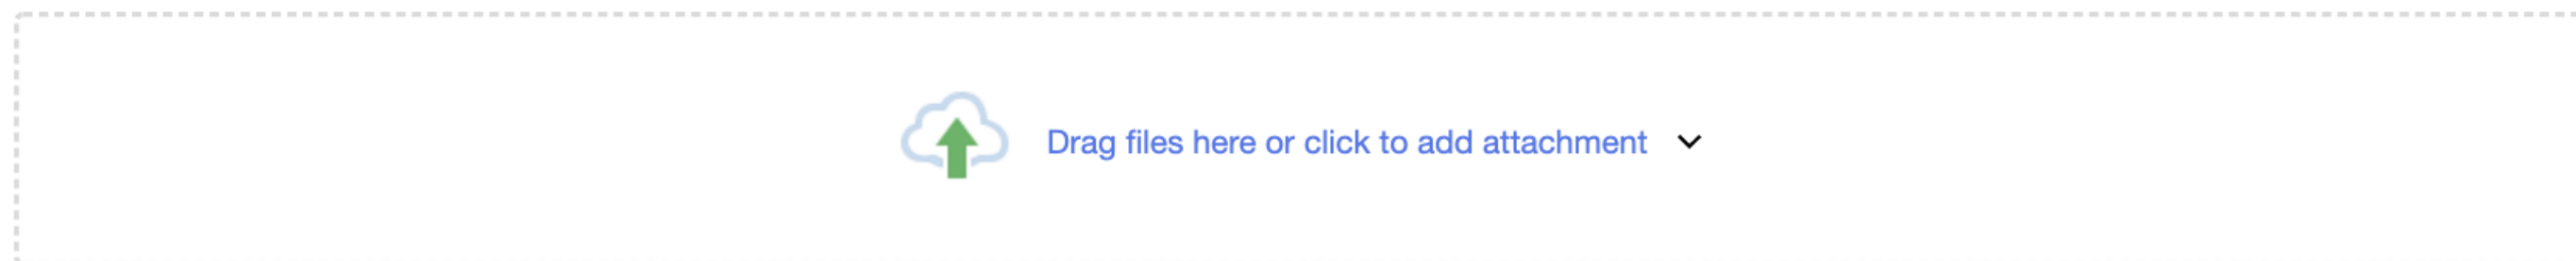 Drag files here or click to add attachment